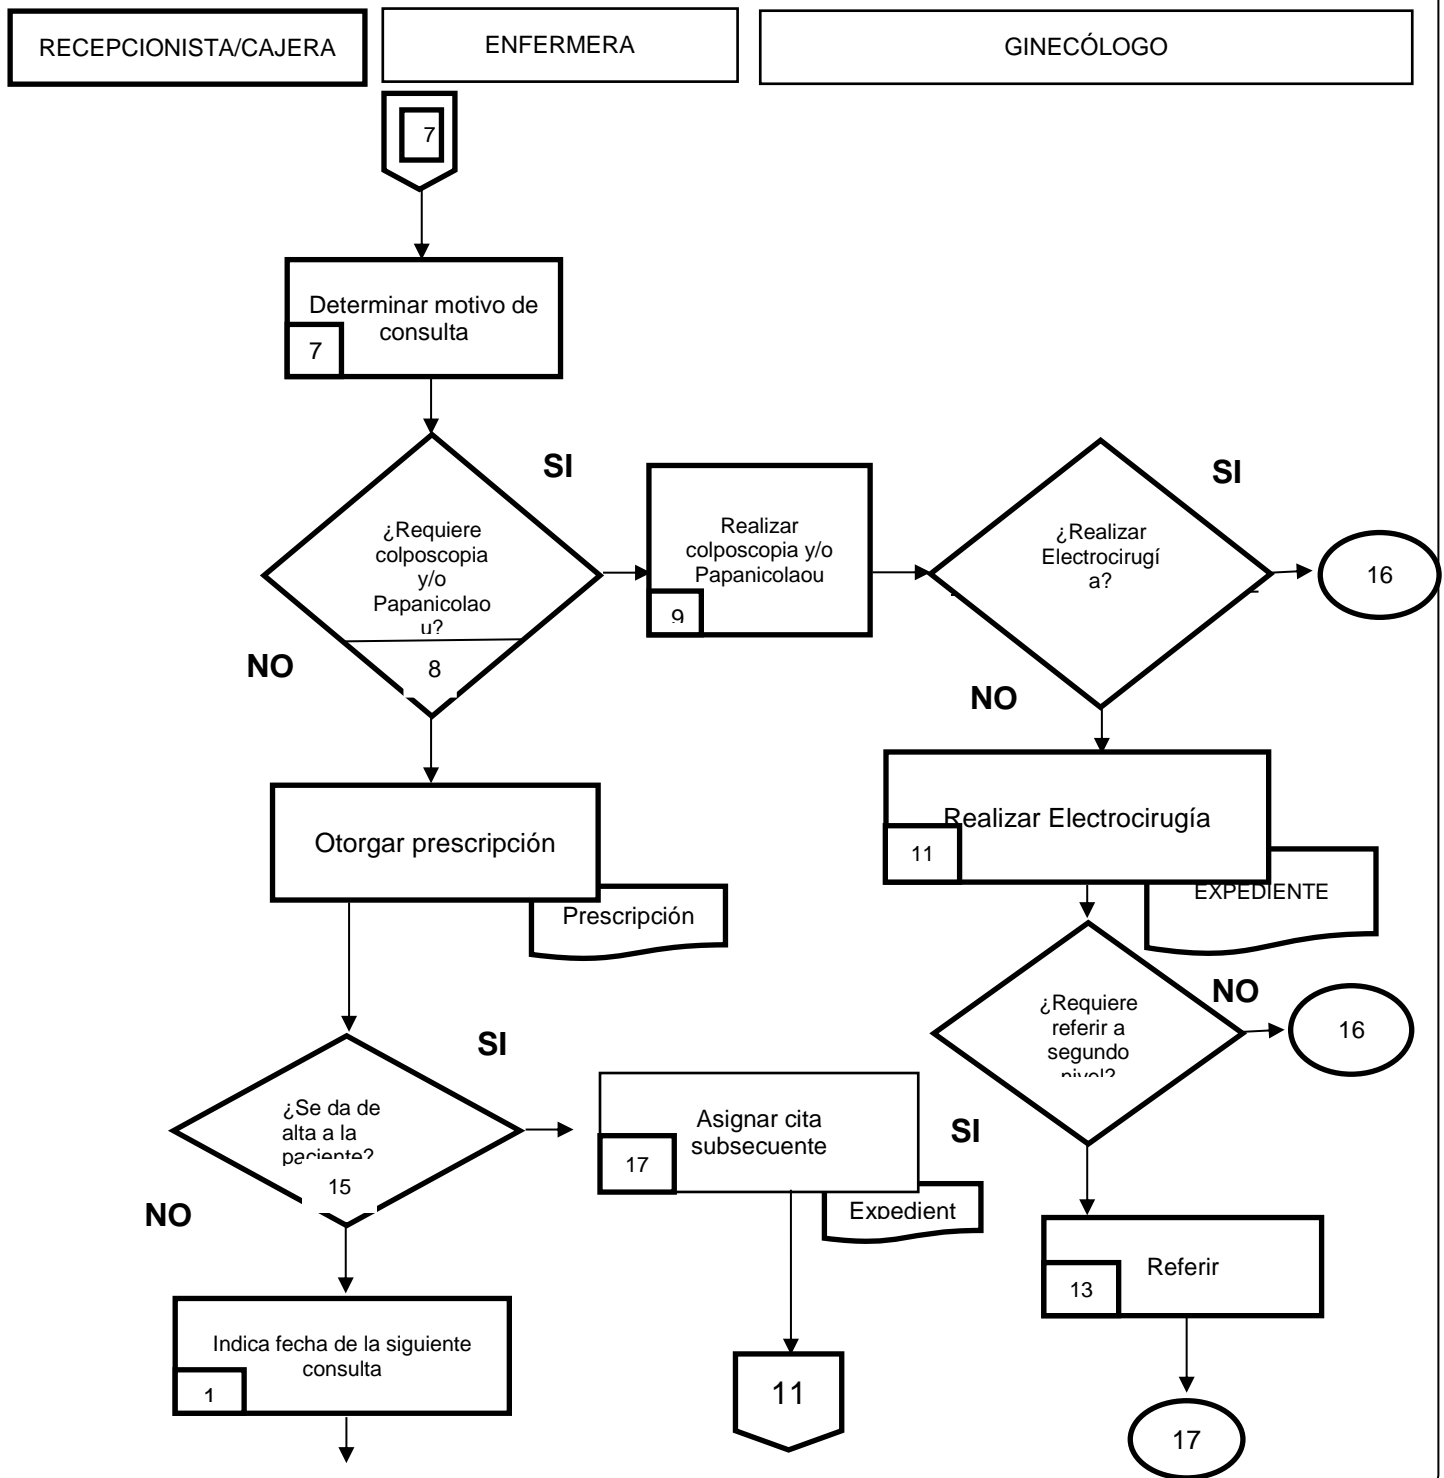 RECEPCIONISTA/CAJERA
ENFERMERA
GINECÓLOGO
7
Determinar motivo de
consulta
7
SI
¿Requiere
colposcopia
y/o
Papanicolao
u?
8
NO
Realizar
colposcopia y/o
Papanicolaou
9
SI
¿Realizar
Electrocirugí
a?
16
NO
Otorgar prescripción
Prescripción
Realizar Electrocirugía
11
EXPEDIENTE
¿Requiere
referir a
segundo
nivel?
NO
16
SI
¿Se da de
alta a la
paciente?
15
SI
NO
Asignar cita
subsecuente
17
Expedient
Referir
13
Indica fecha de la siguiente
consulta
1
11
17